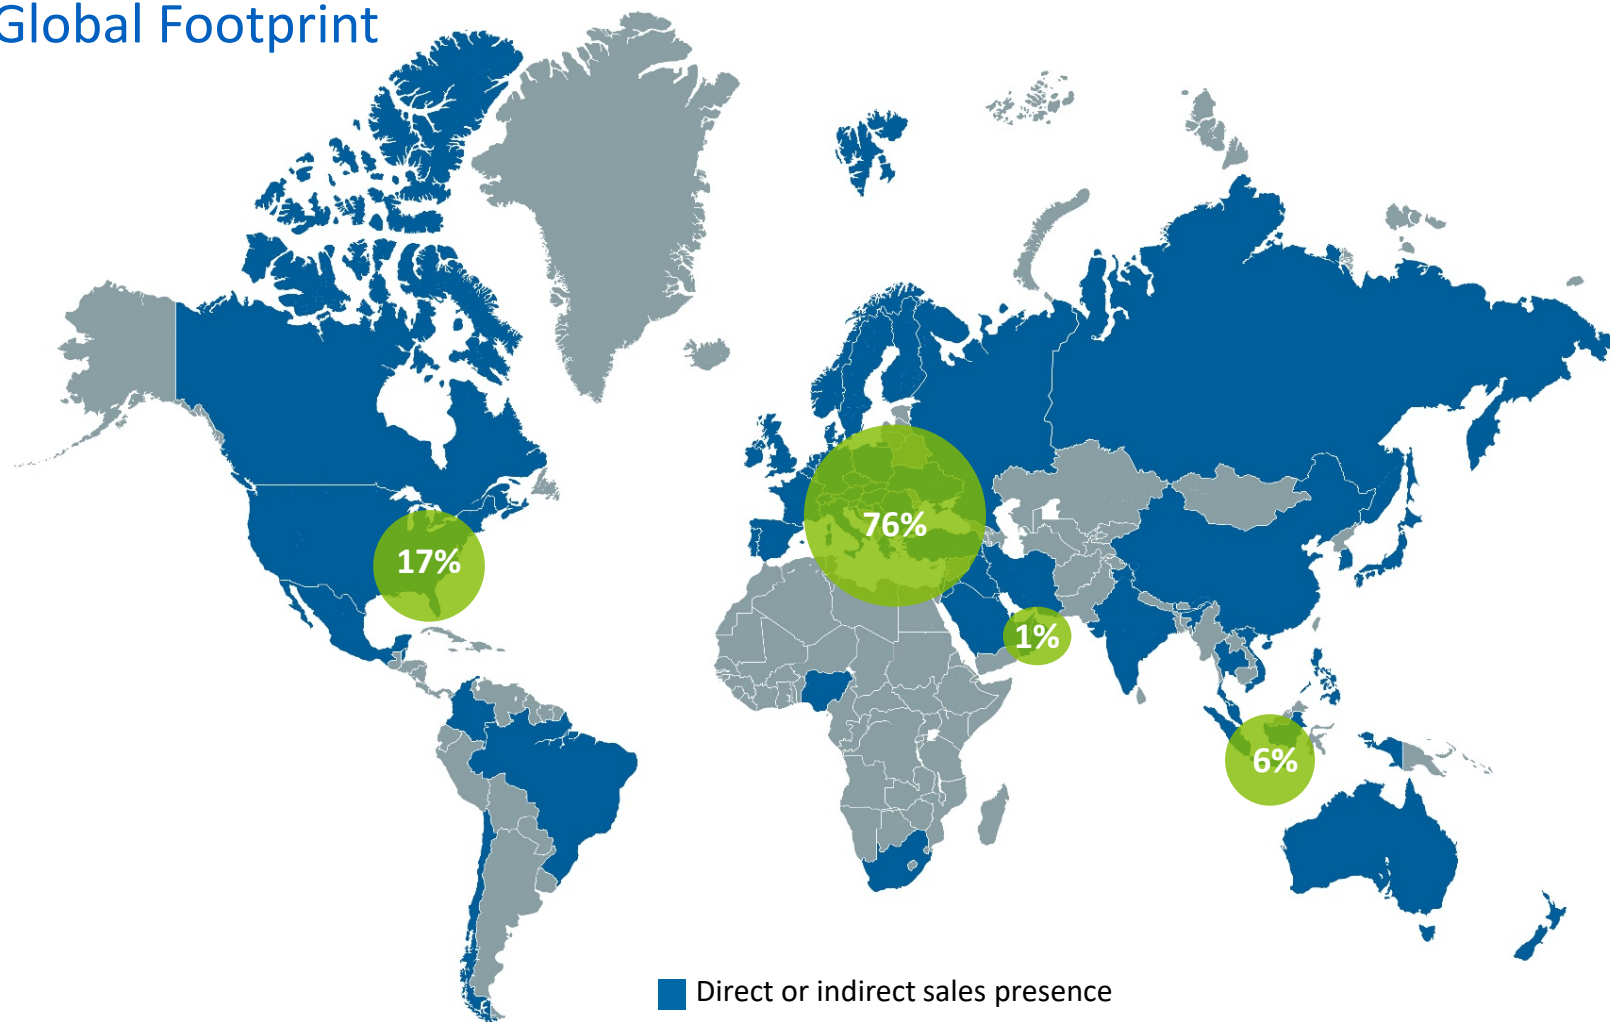 Global Footprint
76%
17%
1%
6%
Direct or indirect sales presence